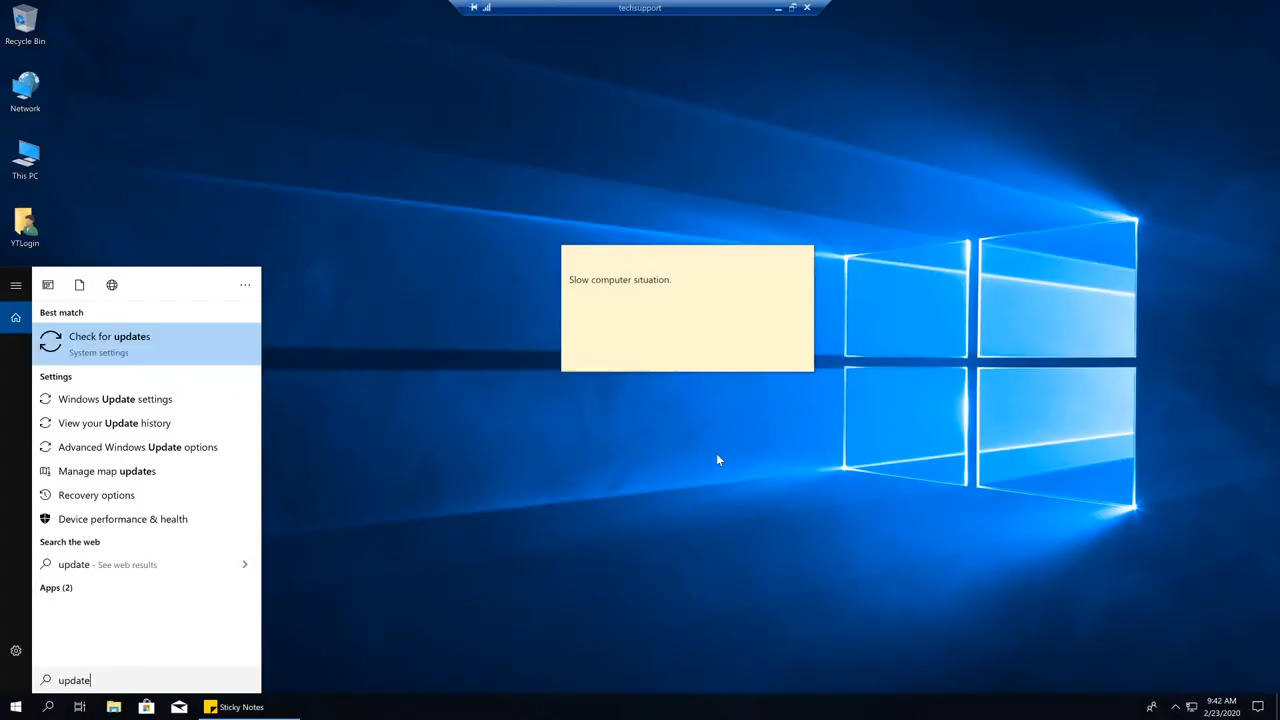 techsupport
Recycle Bin
Network
This PC
YTLogin
Best match
Check for updates
System settings
Settings
Windows Update settings
View your Update history
Advanced Windows Update options
Manage map updates
Recovery options
Device performance & health
Search the web
update - See web results
Apps (2)
update
Slow computer situation.
Sticky Notes
9:42 AM
2/23/2020